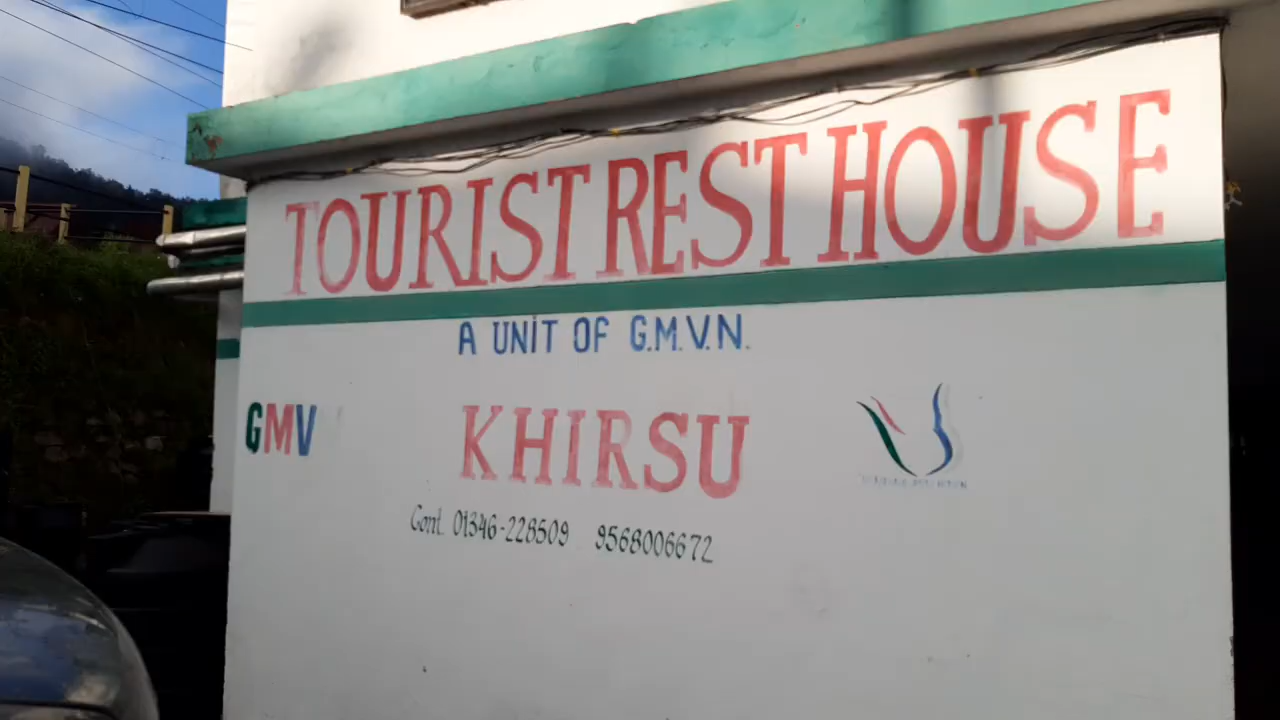 TOURIST REST HOUSE
A UNIT OF G.M.V.N.
GMV
KHIRSU
Cont. 01346-228509 9568006672